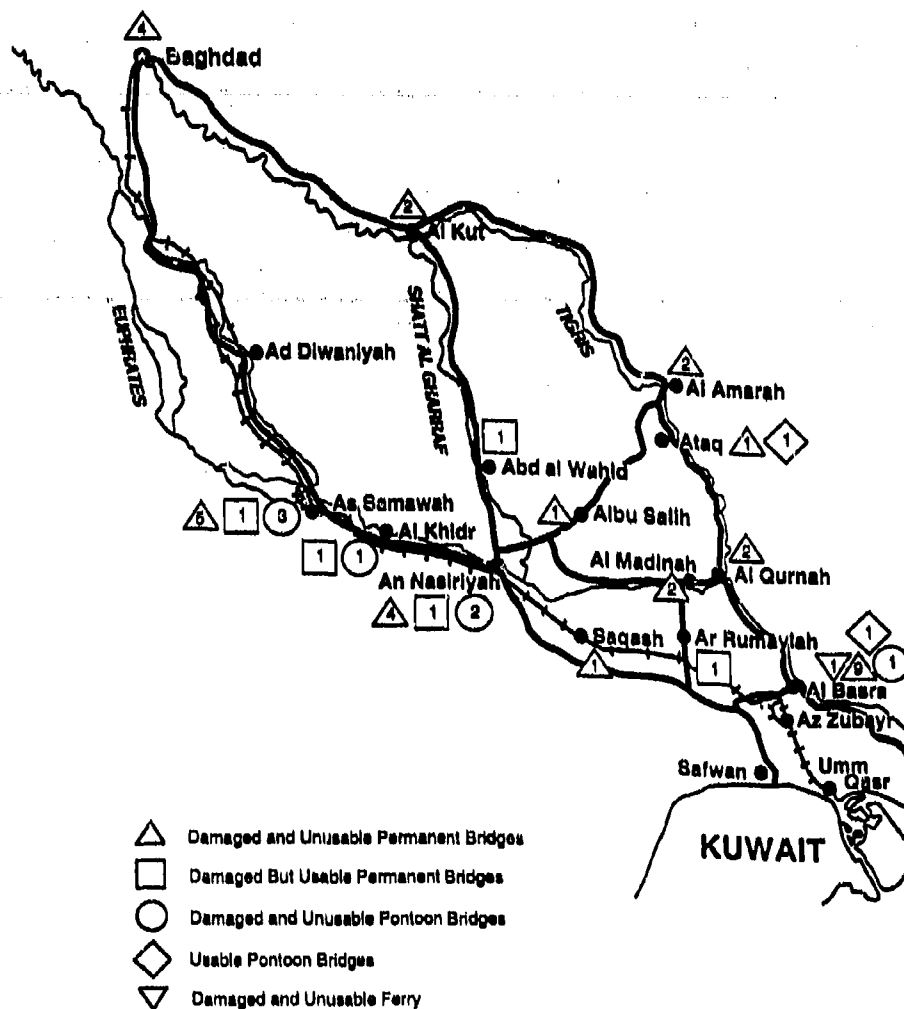 4
Baghdad
2
Al Kut
EUPHRATES
SHATT AL GHARRAF
TIGRIS
Ad Diwaniyah
2
Al Amarah
1
Ataq
1
1
Abd al Wahid
As Samawah
5
1
3
1
Albu Salih
Al Khidr
1
1
Al Madinah
2
2
Al Qurnah
An Nasiriyah
4
1
2
Saqash
Ar Rumaylah
1
1
1
1
9
1
Al Basra
Az Zubayr
Safwan
Umm
Qasr
KUWAIT
Damaged and Unusable Permanent Bridges
Damaged But Usable Permanent Bridges
Damaged and Unusable Pontoon Bridges
Usable Pontoon Bridges
Damaged and Unusable Ferry